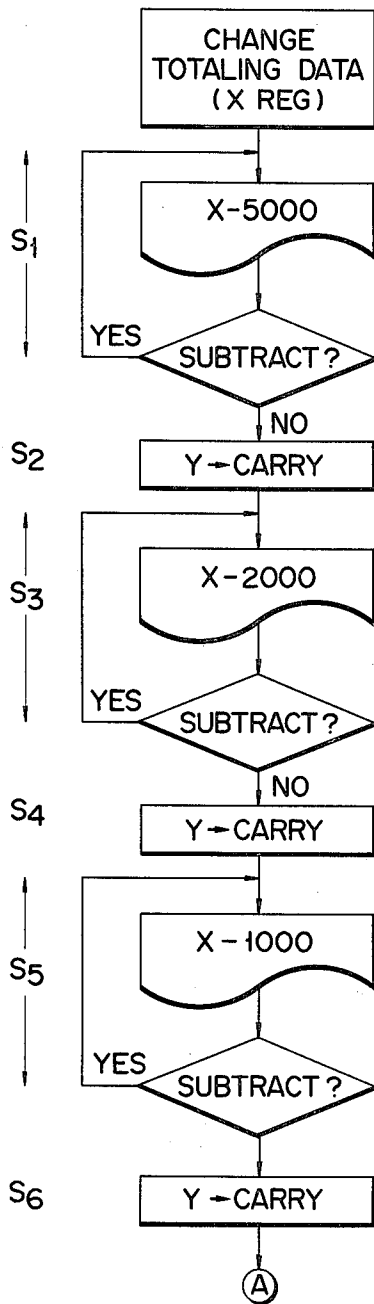 CHANGE
TOTALING DATA
(X REG)
X-5000
S1
YES
SUBTRACT?
NO
S2
Y→CARRY
S3
X-2000
YES
SUBTRACT?
NO
S4
Y→CARRY
S5
X-1000
YES
SUBTRACT?
S6
Y→CARRY
A